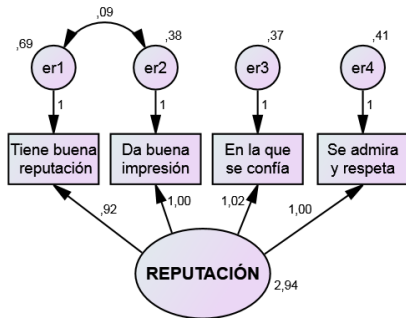 ,09
,69
,38
,37
,41
er1
er2
er3
er4
1
1
1
1
Tiene buena
reputación
Da buena
impresión
En la que
se confía
Se admira
y respeta
,92
1,00
1,02
1,00
REPUTACIÓN
2,94